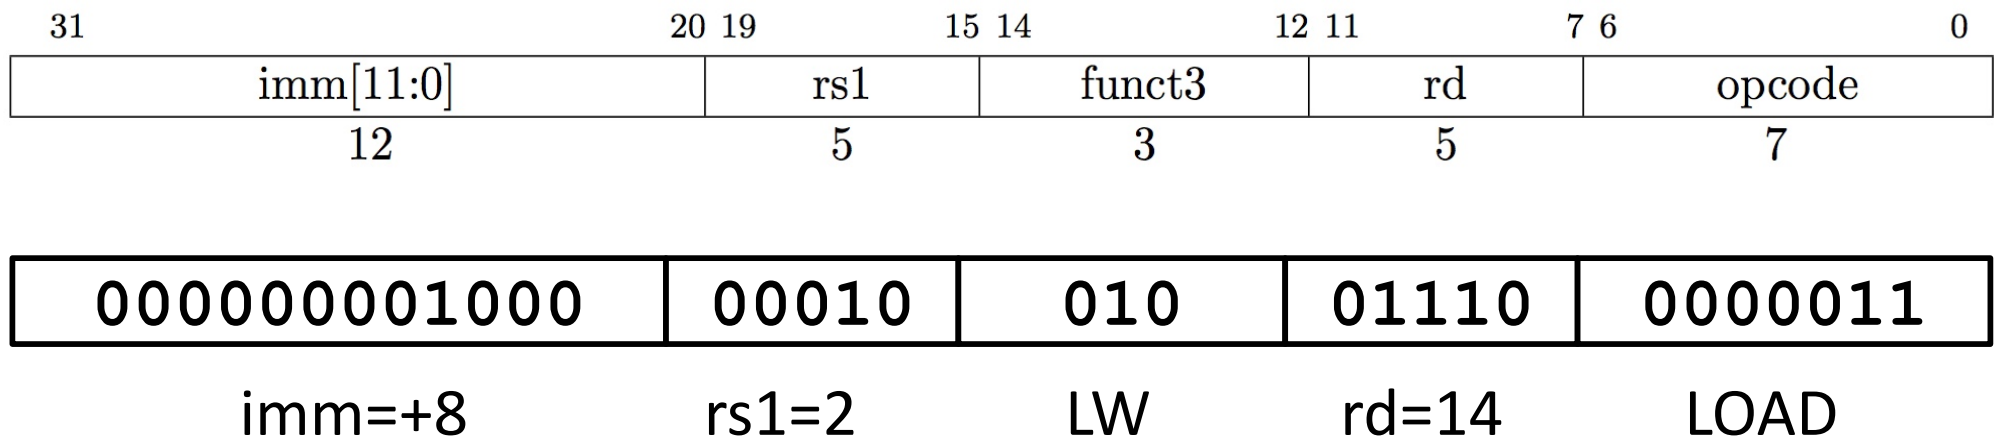 31 20 19 15 14 12 11 7 6 0
imm[11:0] rs1 funct3 rd opcode
12 5 3 5 7
000000001000 00010 010 01110 0000011
imm=+8 rs1=2 LW rd=14 LOAD